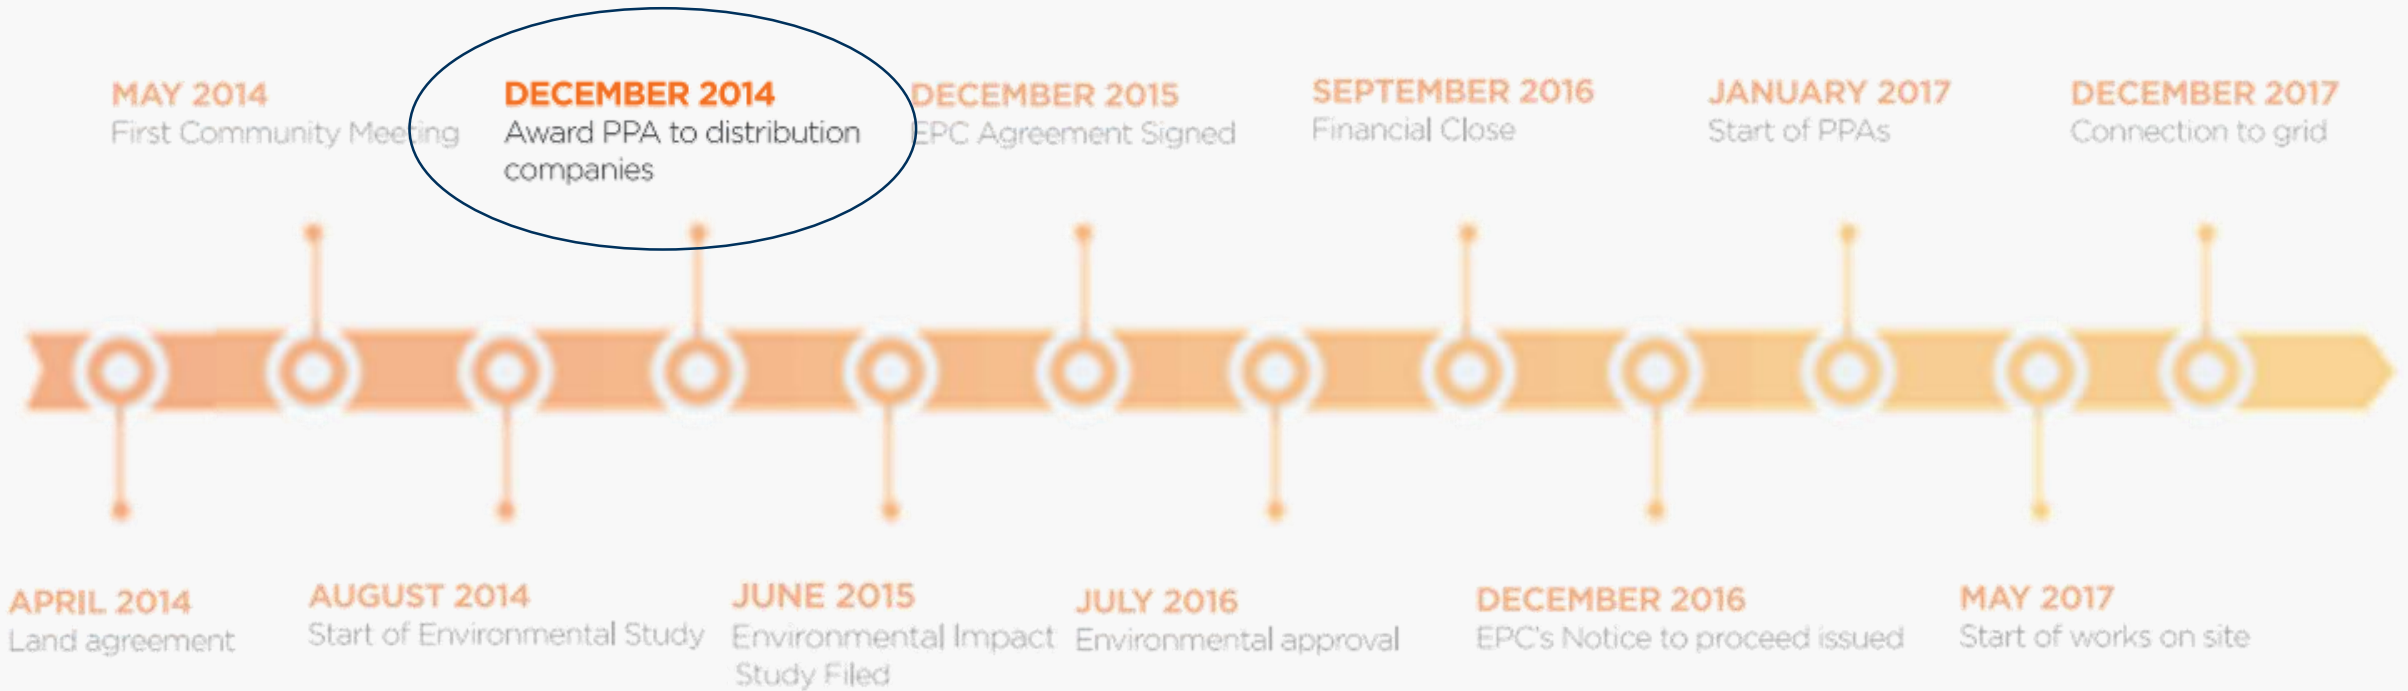 MAY 2014
First Community Meeting
DECEMBER 2014
Award PPA to distribution
companies
DECEMBER 2015
EPC Agreement Signed
SEPTEMBER 2016
Financial Close
JANUARY 2017
Start of PPAs
DECEMBER 2017
Connection to grid
APRIL 2014
Land agreement
AUGUST 2014
Start of Environmental Study
JUNE 2015
Environmental Impact
Study Filed
JULY 2016
Environmental approval
DECEMBER 2016
EPC's Notice to proceed issued
MAY 2017
Start of works on site